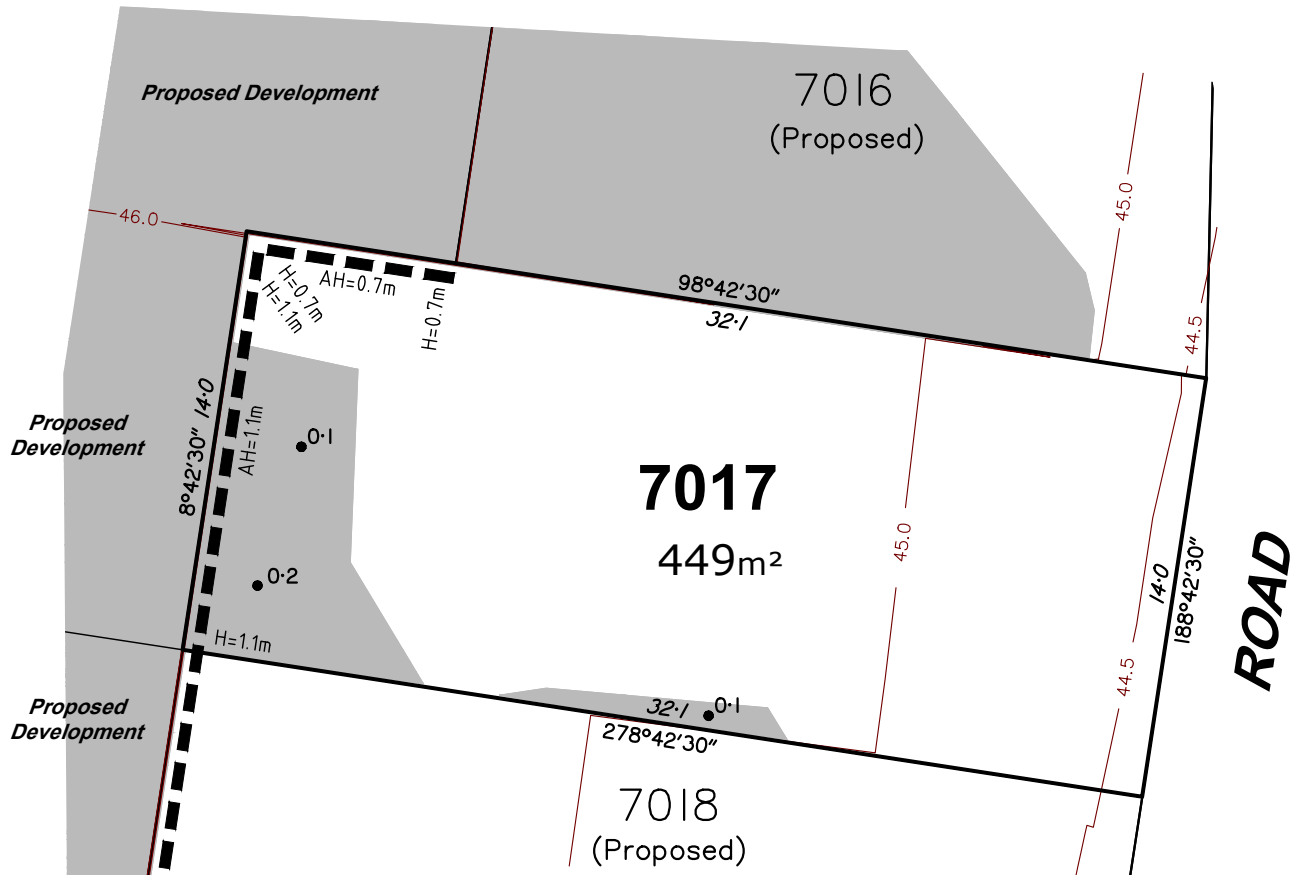 Proposed Development
7016
(Proposed)
46.0
45.0
44.5
AH=0.7m
H=0.7m
H=1.1m
H=0.7m
98°42'30"
32·1
Proposed
Development
8°42'30" 14·0
AH=1.1m
0·1
0·2
H=1.1m
7017
449m²
45.0
14·0
188°42'30"
ROAD
44.5
Proposed
Development
32·1
0·1
278°42'30"
7018
(Proposed)